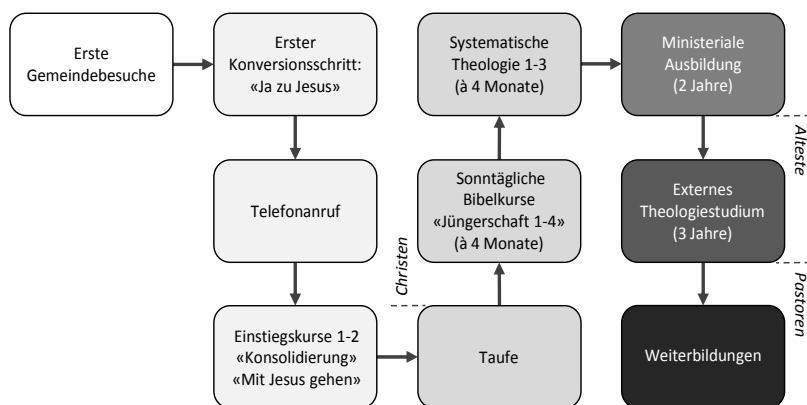 Erste
Gemeindebesuche
Erster
Konversionsschritt:
«Ja zu Jesus»
Telefonanruf
Einstiegskurse 1-2
«Konsolidierung»
«Mit Jesus gehen»
Taufe
Christen
Sonntägliche
Bibelkurse
«Jüngerschaft 1-4»
(à 4 Monate)
Systematische
Theologie 1-3
(à 4 Monate)
Ministeriale
Ausbildung
(2 Jahre)
Älteste
Externes
Theologiestudium
(3 Jahre)
Pastoren
Weiterbildungen